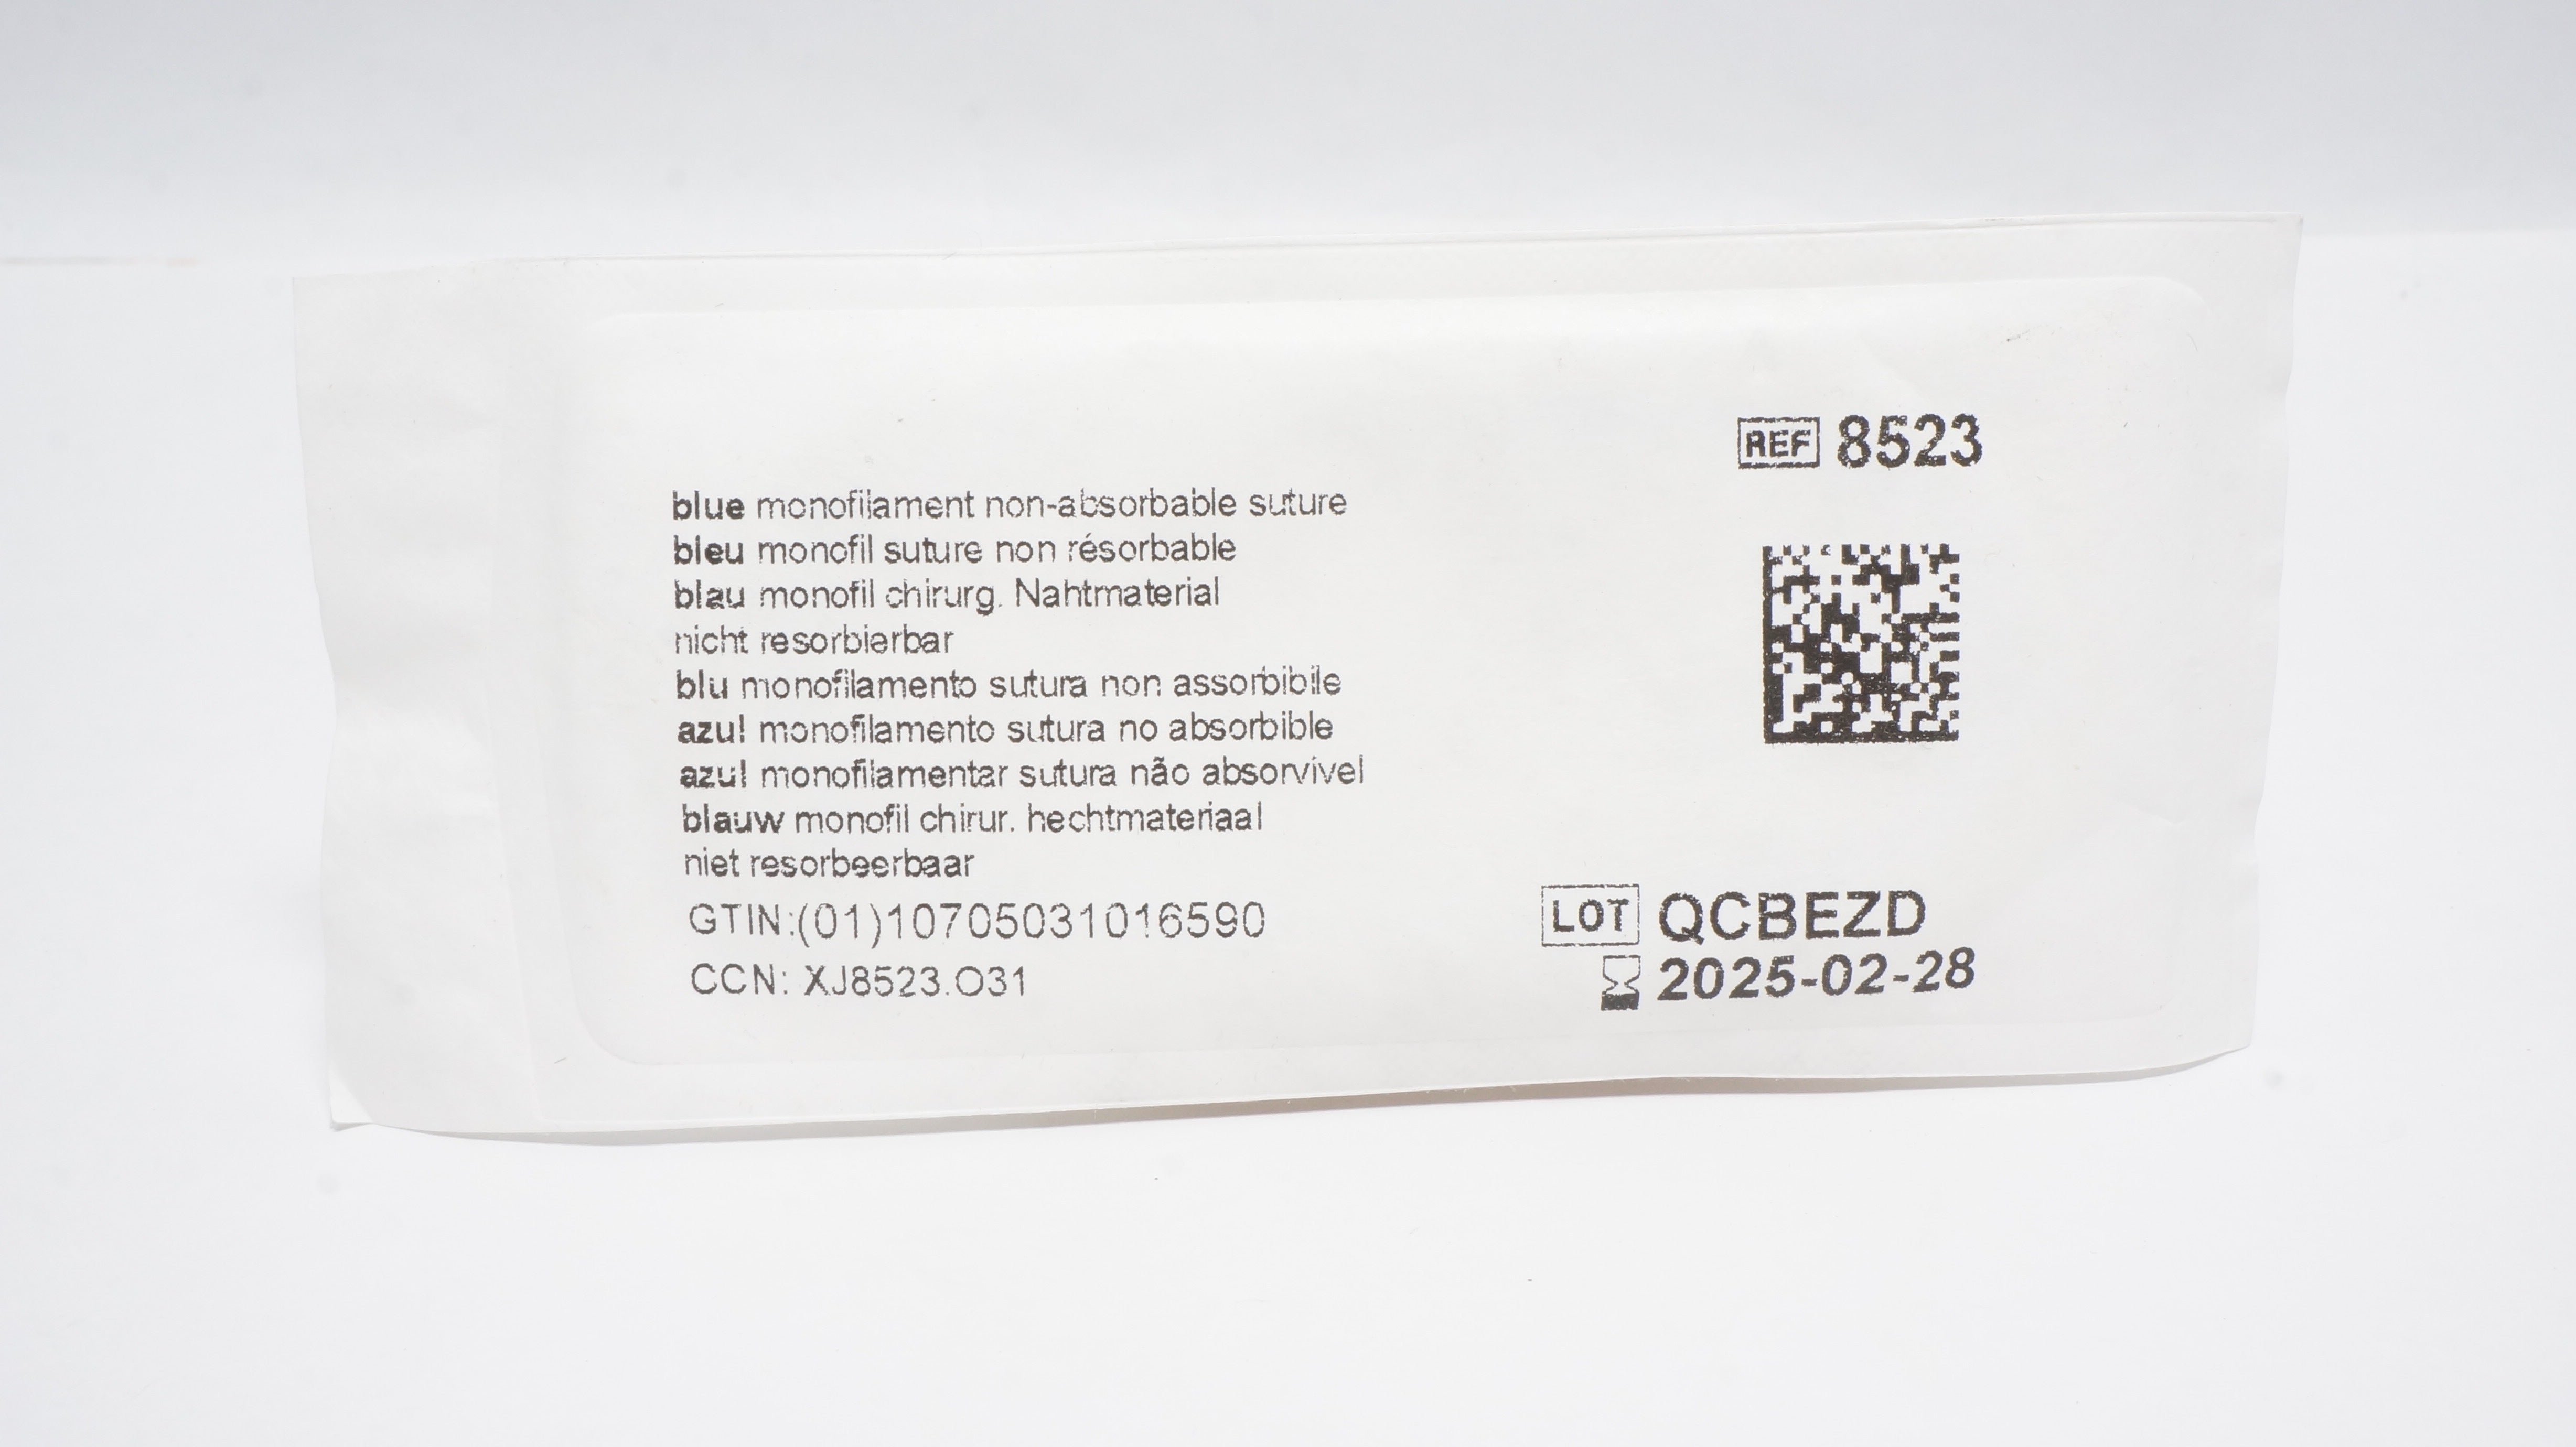 REF 8523
blue monofilament non-absorbable suture
bleu monofil suture non résorbable
blau monofil chirurg. Nahtmaterial
nicht resorbierbar
blu monofilamento sutura non assorbibile
azul monofilamento sutura no absorbible
azul monofilamentar sutura não absorvível
blauw monofil chirur. hechtmateriaal
niet resorbeerbaar
GTIN:(01)10705031016590
CCN: XJ8523.O31
LOT QCBEZD
2025-02-28